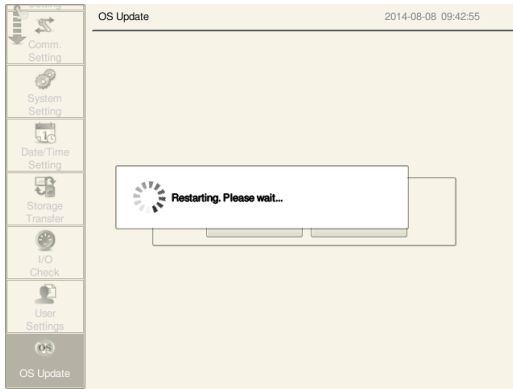 Setting
OS Update
2014-08-08 09:42:55
Comm.
Setting
System
Setting
Date/Time
Setting
Storage
Transfer
I/O
Check
User
Settings
OS
OS Update
Restarting. Please wait...